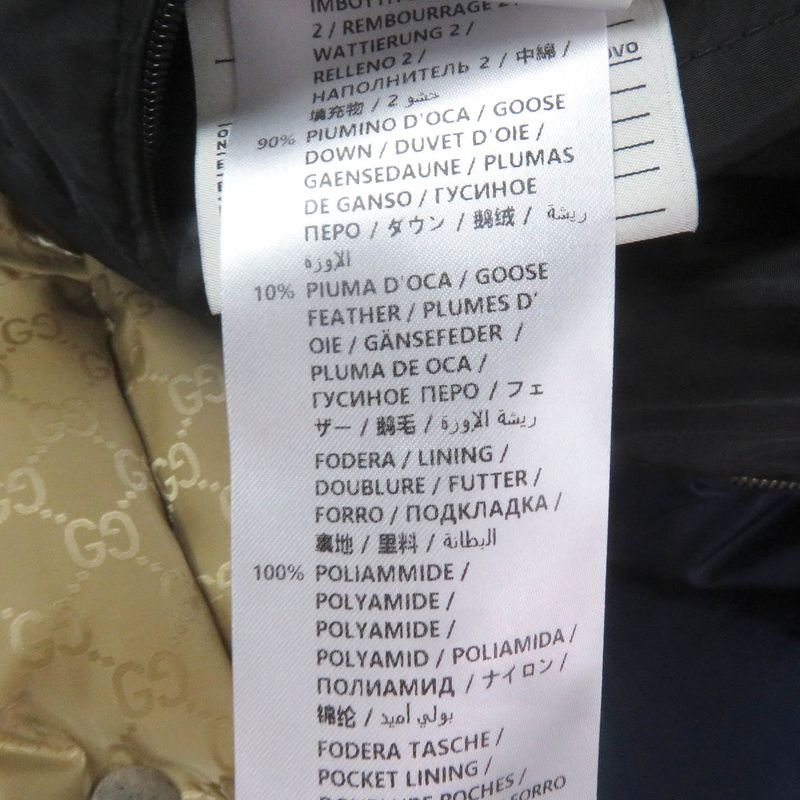 IMBOTTITURA
2 / REMBOURRAGE 2 /
WATTIERUNG 2 /
RELLENO 2 /
НАПОЛНИТЕЛЬ 2 / 中綿 /
填充物 / حشو 2
90% PIUMINO D'OCA / GOOSE
DOWN / DUVET D'OIE /
GAENSEDAUNE / PLUMAS
DE GANSO / ГУСИНОЕ
ПЕРО / ダウン / 鹅绒 / ريشة
الاوزة
10% PIUMA D'OCA / GOOSE
FEATHER / PLUMES D'
OIE / GÄNSEFEDER /
PLUMA DE OCA /
ГУСИНОЕ ПЕРО / フェ
ザー / 鹅毛 / ريشة الاوزة
FODERA / LINING /
DOUBLURE / FUTTER /
FORRO / ПОДКЛАДКА /
裏地 / 里料 / البطانة
100% POLIAMMIDE /
POLYAMIDE /
POLYAMIDE /
POLYAMID / POLIAMIDA /
ПОЛИАМИД / ナイロン /
锦纶 / بولي أميد
FODERA TASCHE /
POCKET LINING /
DOUBLURE POCHES / FORRO